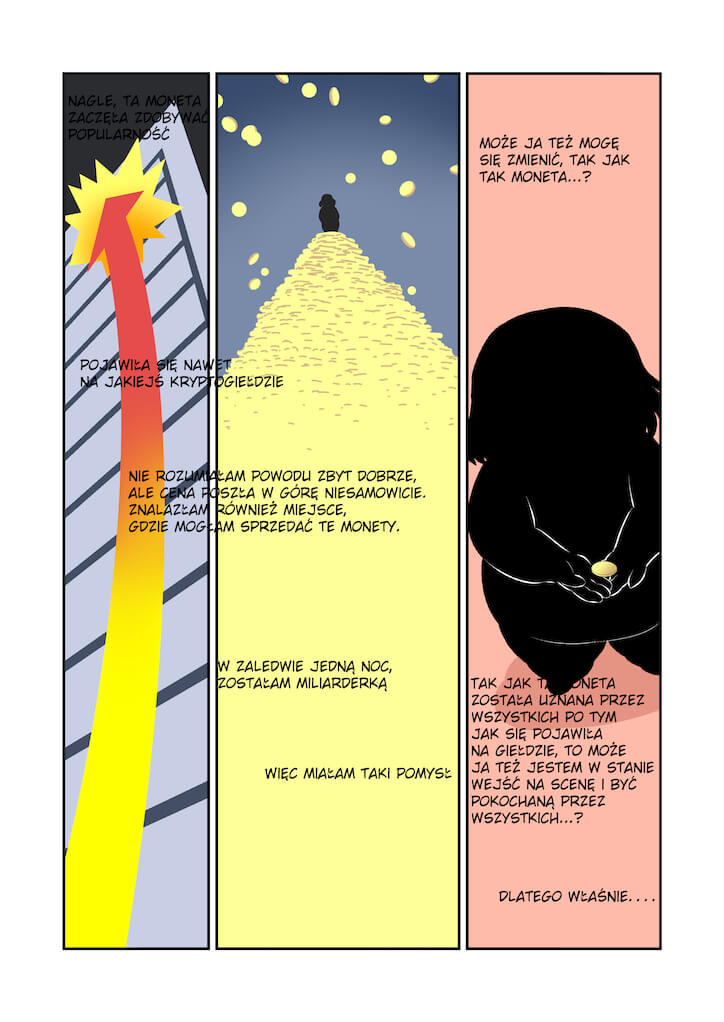 NAGLE, TA MONETA
ZACZĘŁA ZDOBYWAĆ
POPULARNOŚĆ
POJAWIŁA SIĘ NAWET
NA JAKIEJŚ KRYPTOGIEŁDZIE
NIE ROZUMIAŁAM POWODU ZBYT DOBRZE,
ALE CENA POSZŁA W GÓRĘ NIESAMOWICIE.
ZNALAZŁAM RÓWNIEŻ MIEJSCE,
GDZIE MOGŁAM SPRZEDAĆ TE MONETY.
W ZALEDWIE JEDNĄ NOC,
ZOSTAŁAM MILIARDERKĄ
WIĘC MIAŁAM TAKI POMYSŁ
MOŻE JA TEŻ MOGĘ
SIĘ ZMIENIĆ, TAK JAK
TAK MONETA...?
TAK JAK TA MONETA
ZOSTAŁA UZNANA PRZEZ
WSZYSTKICH PO TYM
JAK SIĘ POJAWIŁA
NA GIEŁDZIE, TO MOŻE
JA TEŻ JESTEM W STANIE
WEJŚĆ NA SCENĘ I BYĆ
POKOCHANĄ PRZEZ
WSZYSTKICH...?
DLATEGO WŁAŚNIE....